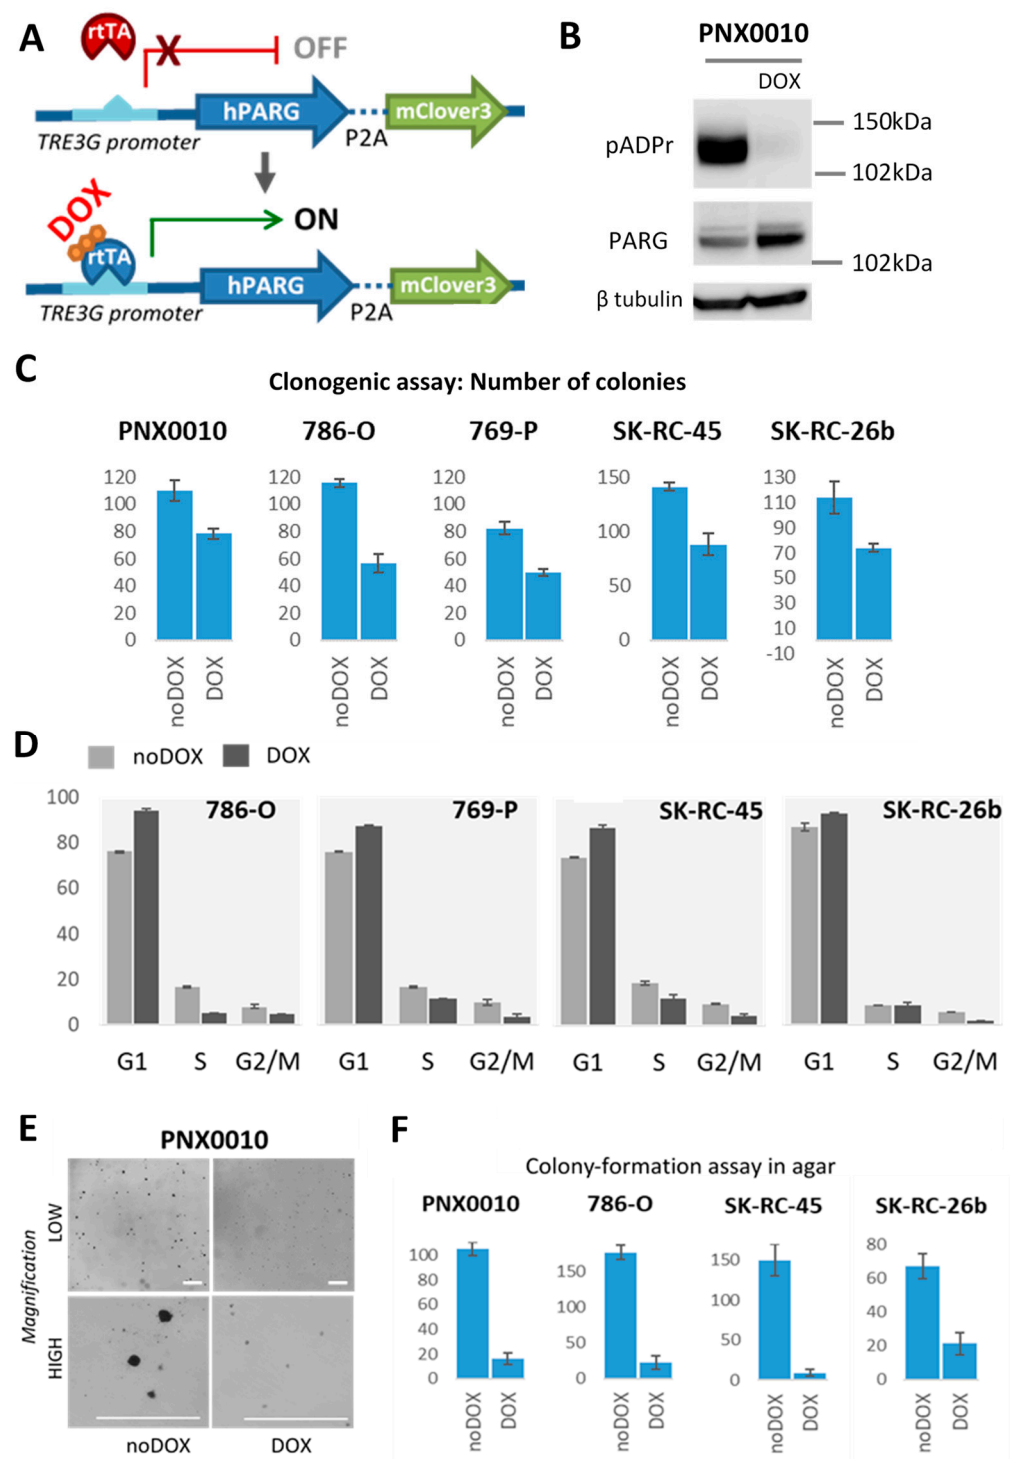 A
rtTA
X
OFF
hPARG
mClover3
TRE3G promoter
P2A
DOX
ON
rtTA
hPARG
mClover3
TRE3G promoter
P2A
B
PNX0010
DOX
pADPr
150kDa
102kDa
PARG
102kDa
β tubulin
C
Clonogenic assay: Number of colonies
PNX0010
120
100
80
60
40
20
0
noDOX
DOX
786-O
120
100
80
60
40
20
0
noDOX
DOX
769-P
120
100
80
60
40
20
0
noDOX
DOX
SK-RC-45
150
100
50
0
noDOX
DOX
SK-RC-26b
130
110
90
70
50
30
10
-10
noDOX
DOX
D
noDOX
DOX
100
80
60
40
20
0
786-O
G1 S G2/M
769-P
G1 S G2/M
SK-RC-45
G1 S G2/M
SK-RC-26b
G1 S G2/M
E
PNX0010
Magnification
LOW
HIGH
noDOX
DOX
F
Colony-formation assay in agar
PNX0010
100
80
60
40
20
0
noDOX
DOX
786-O
150
100
50
0
noDOX
DOX
SK-RC-45
150
100
50
0
noDOX
DOX
SK-RC-26b
80
60
40
20
0
noDOX
DOX